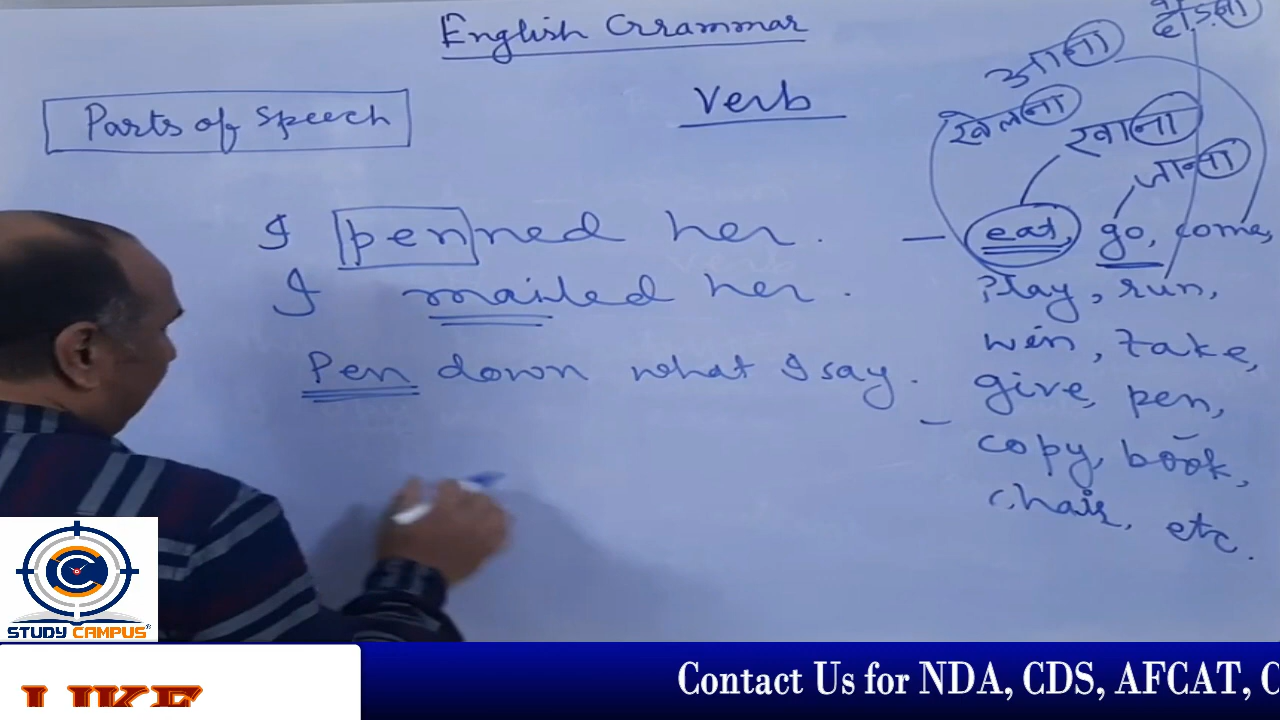 English Grammar
Parts of Speech
Verb
दौड़ना
आना
खेलना
खाना
जाना
I penned her.
I mailed her.
Pen down what I say.
eat, go, come,
Play, run,
win, take,
give, pen,
copy, book,
chair, etc.
STUDY CAMPUS
LIKE
Contact Us for NDA, CDS, AFCAT, C